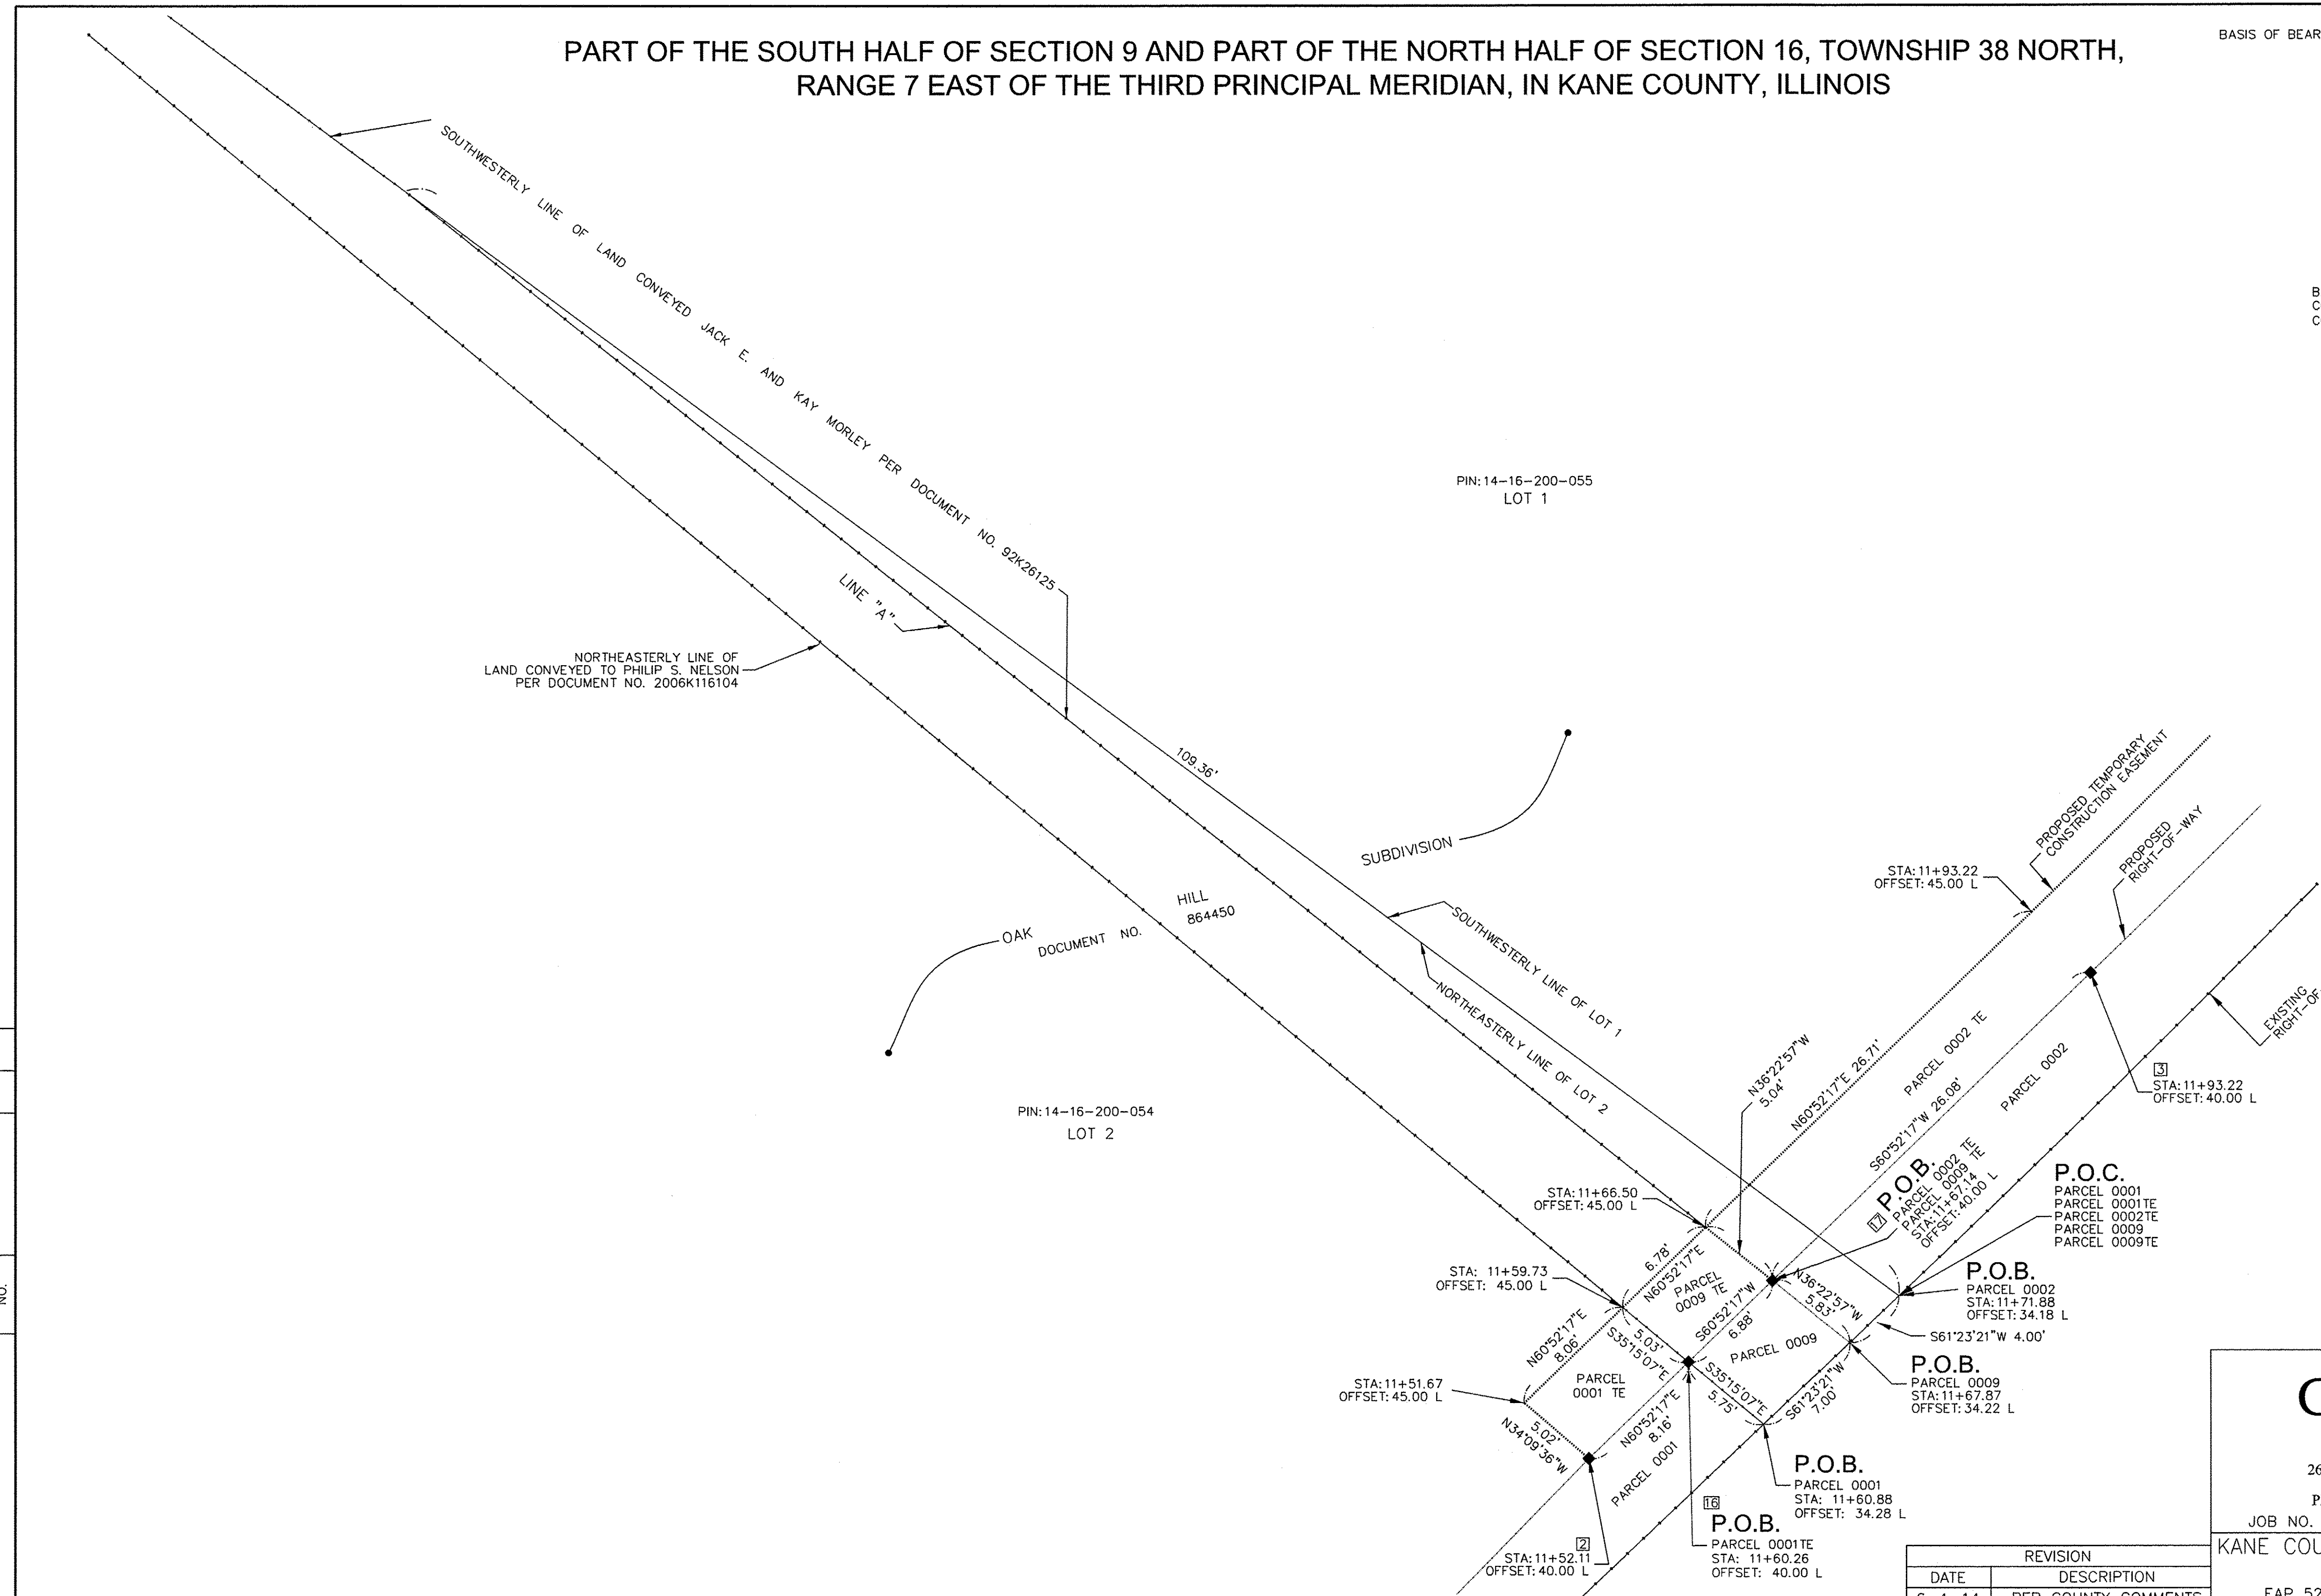 PART OF THE SOUTH HALF OF SECTION 9 AND PART OF THE NORTH HALF OF SECTION 16, TOWNSHIP 38 NORTH,
RANGE 7 EAST OF THE THIRD PRINCIPAL MERIDIAN, IN KANE COUNTY, ILLINOIS
BASIS OF BEAR
B
C
C
SOUTHWESTERLY LINE OF LAND CONVEYED JACK E. AND KAY MORLEY PER DOCUMENT NO. 92K26125
PIN:14-16-200-055
LOT 1
LINE "A"
NORTHEASTERLY LINE OF
LAND CONVEYED TO PHILIP S. NELSON
PER DOCUMENT NO. 2006K116104
109.36'
SUBDIVISION
HILL
864450
OAK
DOCUMENT NO.
PROPOSED TEMPORARY
CONSTRUCTION EASEMENT
PROPOSED
RIGHT-OF-WAY
STA:11+93.22
OFFSET:45.00 L
SOUTHWESTERLY LINE OF LOT 1
NORTHEASTERLY LINE OF LOT 2
EXISTING
RIGHT-OF-
N36°22'57"W
5.04'
N60°52'17"E 26.71'
PARCEL 0002 TE
PARCEL 0002
S60°52'17"W 26.08'
3
STA:11+93.22
OFFSET:40.00 L
PIN:14-16-200-054
LOT 2
17
P.O.B.
PARCEL 0002 TE
PARCEL 0009 TE
STA:11+67.14
OFFSET:40.00 L
P.O.C.
PARCEL 0001
PARCEL 0001TE
PARCEL 0002TE
PARCEL 0009
PARCEL 0009TE
STA:11+66.50
OFFSET:45.00 L
6.78'
N60°52'17"E
PARCEL
0009 TE
S60°52'17"W
6.88'
N36°22'57"W
5.83'
P.O.B.
PARCEL 0002
STA:11+71.88
OFFSET:34.18 L
STA: 11+59.73
OFFSET: 45.00 L
S61°23'21"W 4.00'
N60°52'17"E
8.06'
5.03'
S35°15'07"E
PARCEL 0009
P.O.B.
PARCEL 0009
STA:11+67.87
OFFSET:34.22 L
STA:11+51.67
OFFSET:45.00 L
PARCEL
0001 TE
S35°15'07"E
5.75'
S61°23'21"W
7.00'
5.02'
N34°09'36"W
N60°52'17"E
8.16'
PARCEL 0001
P.O.B.
PARCEL 0001
STA: 11+60.88
OFFSET: 34.28 L
16
P.O.B.
PARCEL 0001TE
STA: 11+60.26
OFFSET: 40.00 L
2
STA:11+52.11
OFFSET:40.00 L
NO.
C
26
P.
JOB NO.
KANE COU
FAP 52
REVISION
DATE DESCRIPTION
PER COUNTY COMMENTS